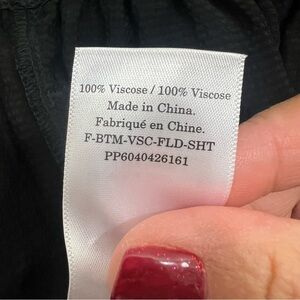 100% Viscose / 100% Viscose
Made in China.
Fabriqué en Chine.
F-BTM-VSC-FLD-SHT
PP6040426161